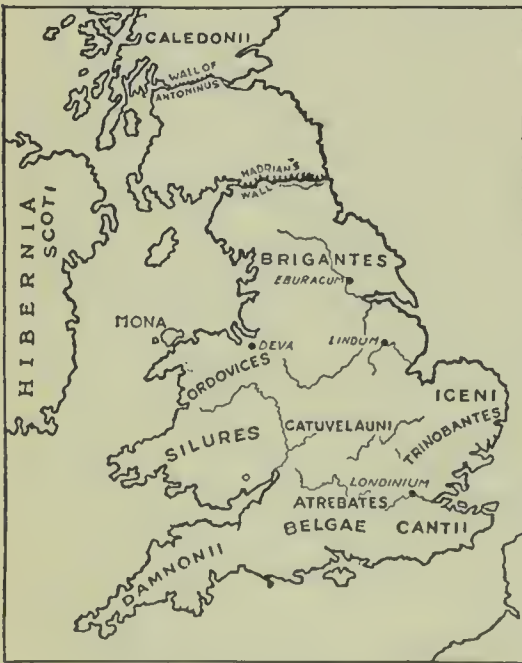 CALEDONII
WALL OF
ANTONINUS
HADRIAN'S
WALL
HIBERNIA
SCOTI
BRIGANTES
EBURACUM
MONA
DEVA
LINDUM
ORDOVICES
ICENI
CATUVELAUNI
TRINOBANTES
SILURES
LONDINIUM
ATREBATES
BELGAE
CANTII
DAMNONII